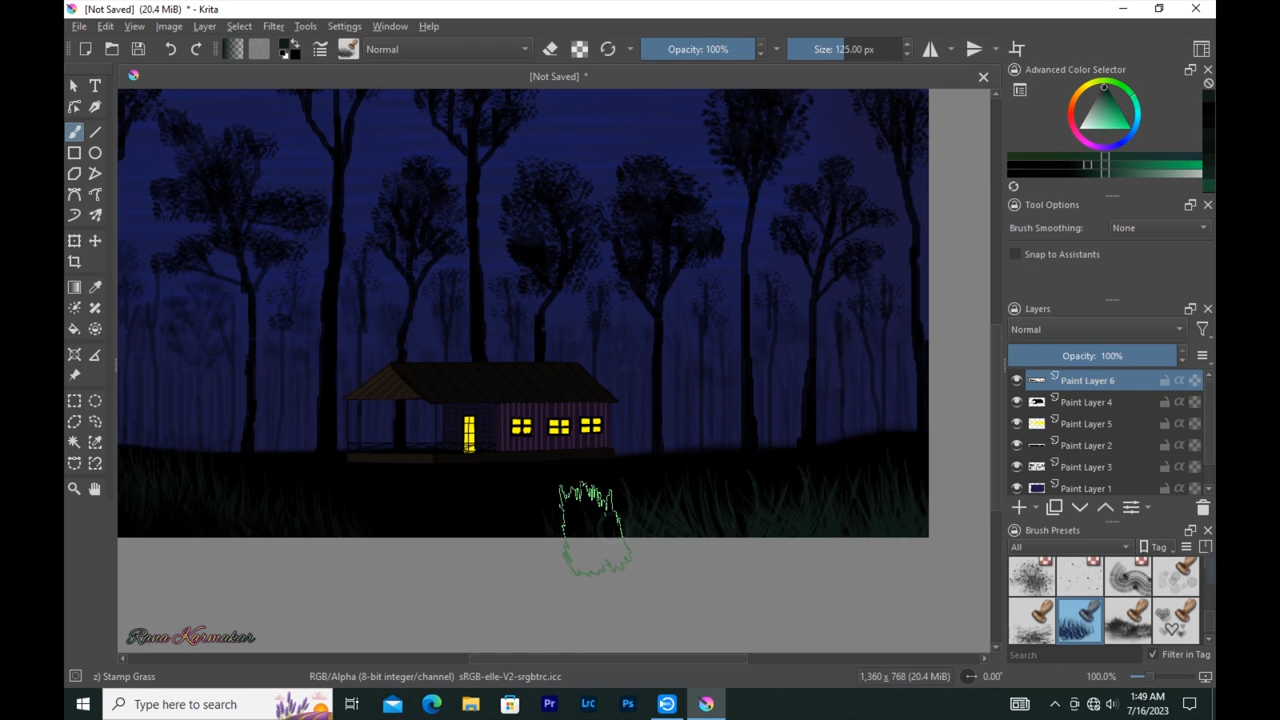 [Not Saved] (20.4 MiB) * - Krita
File Edit View Image Layer Select Filter Tools Settings Window Help
Normal
Opacity: 100%
Size: 125.00 px
[Not Saved] *
Advanced Color Selector
Tool Options
Brush Smoothing: None
Snap to Assistants
Layers
Normal
Opacity: 100%
Paint Layer 6
Paint Layer 4
Paint Layer 5
Paint Layer 2
Paint Layer 3
Paint Layer 1
Brush Presets
All
Tag
Search
Filter in Tag
Rana Karmakar
z) Stamp Grass
RGB/Alpha (8-bit integer/channel) sRGB-elle-V2-srgbtrc.icc
1,360 x 768 (20.4 MiB)
0.00°
100.0%
Type here to search
Pr
Lrc
Ps
1:49 AM
7/16/2023